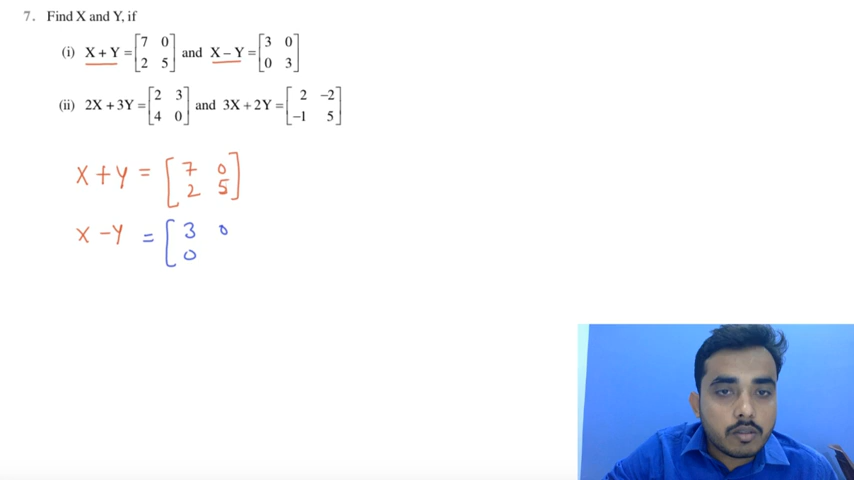 7. Find X and Y, if
(i) X + Y = [7 0 2 5] and X – Y = [3 0 0 3]
(ii) 2X + 3Y = [2 3 4 0] and 3X + 2Y = [2 –2 –1 5]
X + Y = [7 0 2 5]
X – Y = [3 0 0